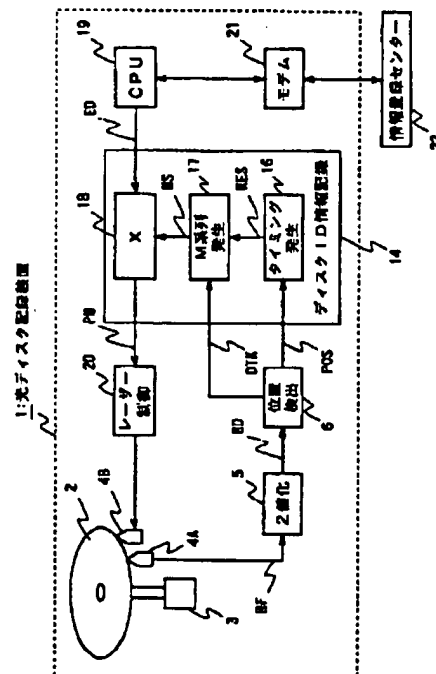 1:光ディスク記録装置
2
4B
4A
3
20
レーザー制御
PB
18
X
ED
19
CPU
MS
17
M系列発生
RES
16
タイミング発生
ディスクID情報記録
14
21
モデム
DTK
POS
位置検出
6
BD
5
2値化
BF
情報登録センター
22